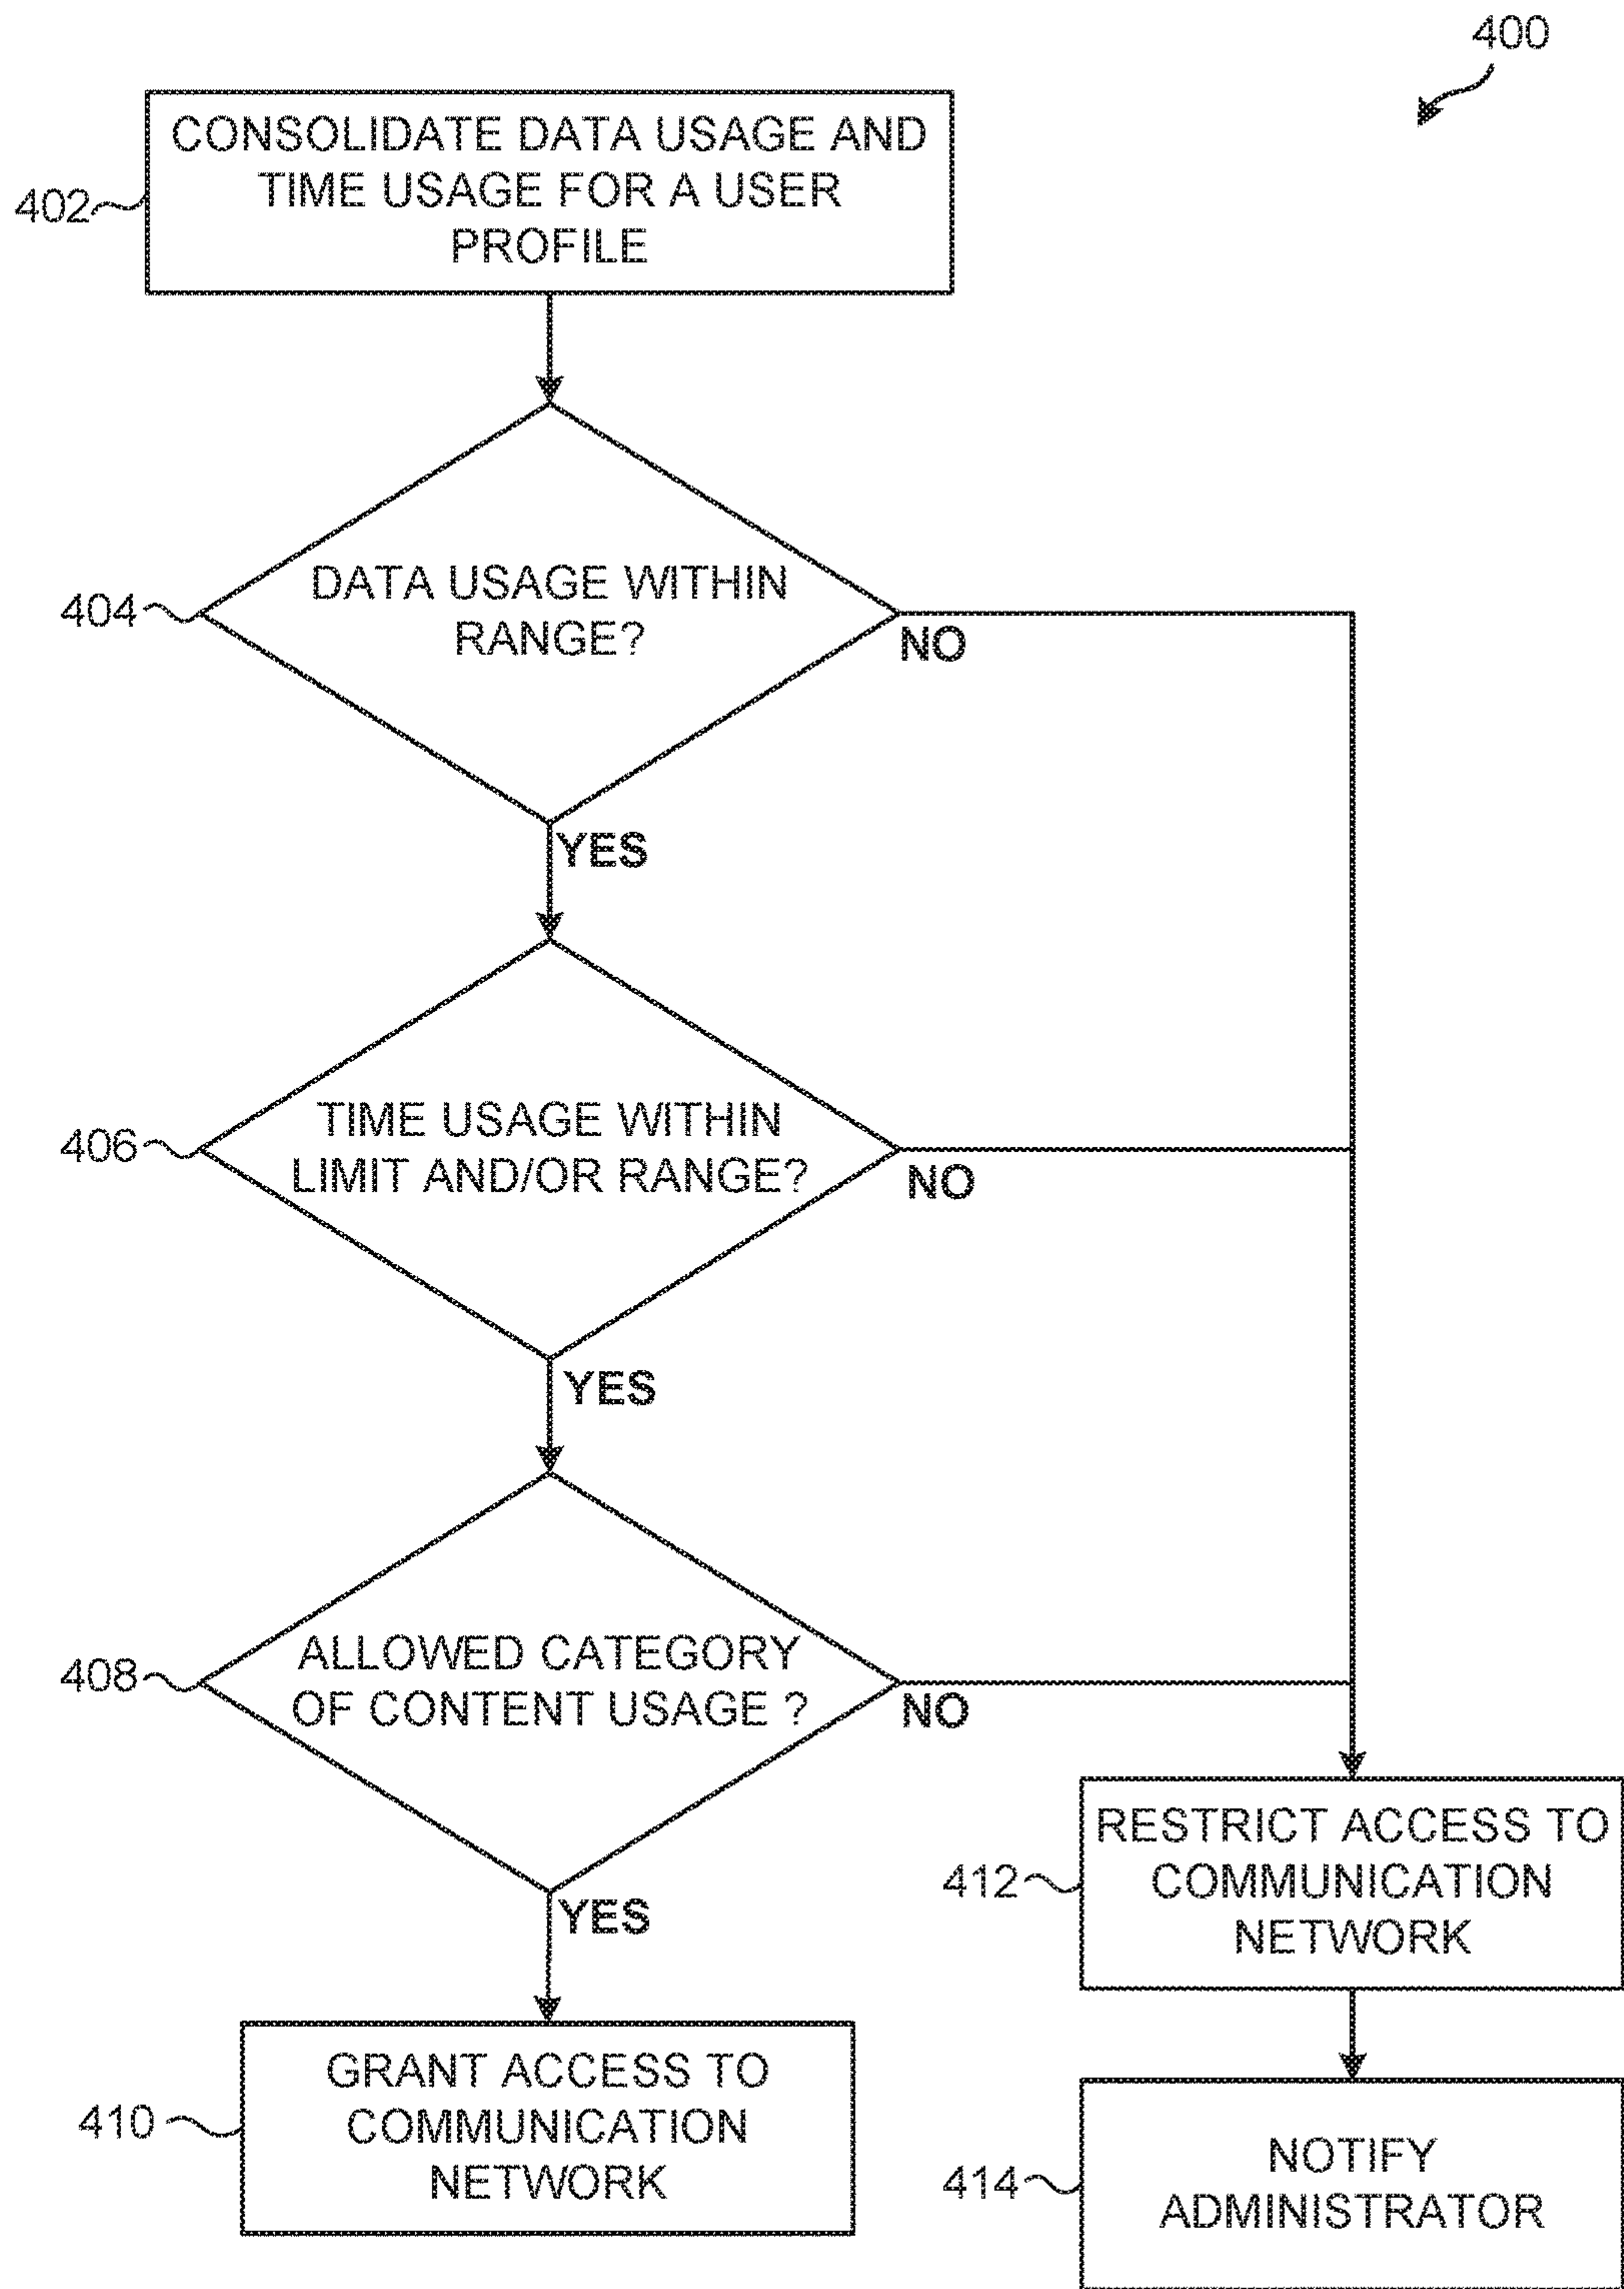 400
CONSOLIDATE DATA USAGE AND
TIME USAGE FOR A USER
PROFILE
402
DATA USAGE WITHIN
RANGE?
404
NO
YES
TIME USAGE WITHIN
LIMIT AND/OR RANGE?
406
NO
YES
ALLOWED CATEGORY
OF CONTENT USAGE ?
408
NO
YES
RESTRICT ACCESS TO
COMMUNICATION
NETWORK
412
GRANT ACCESS TO
COMMUNICATION
NETWORK
410
NOTIFY
ADMINISTRATOR
414